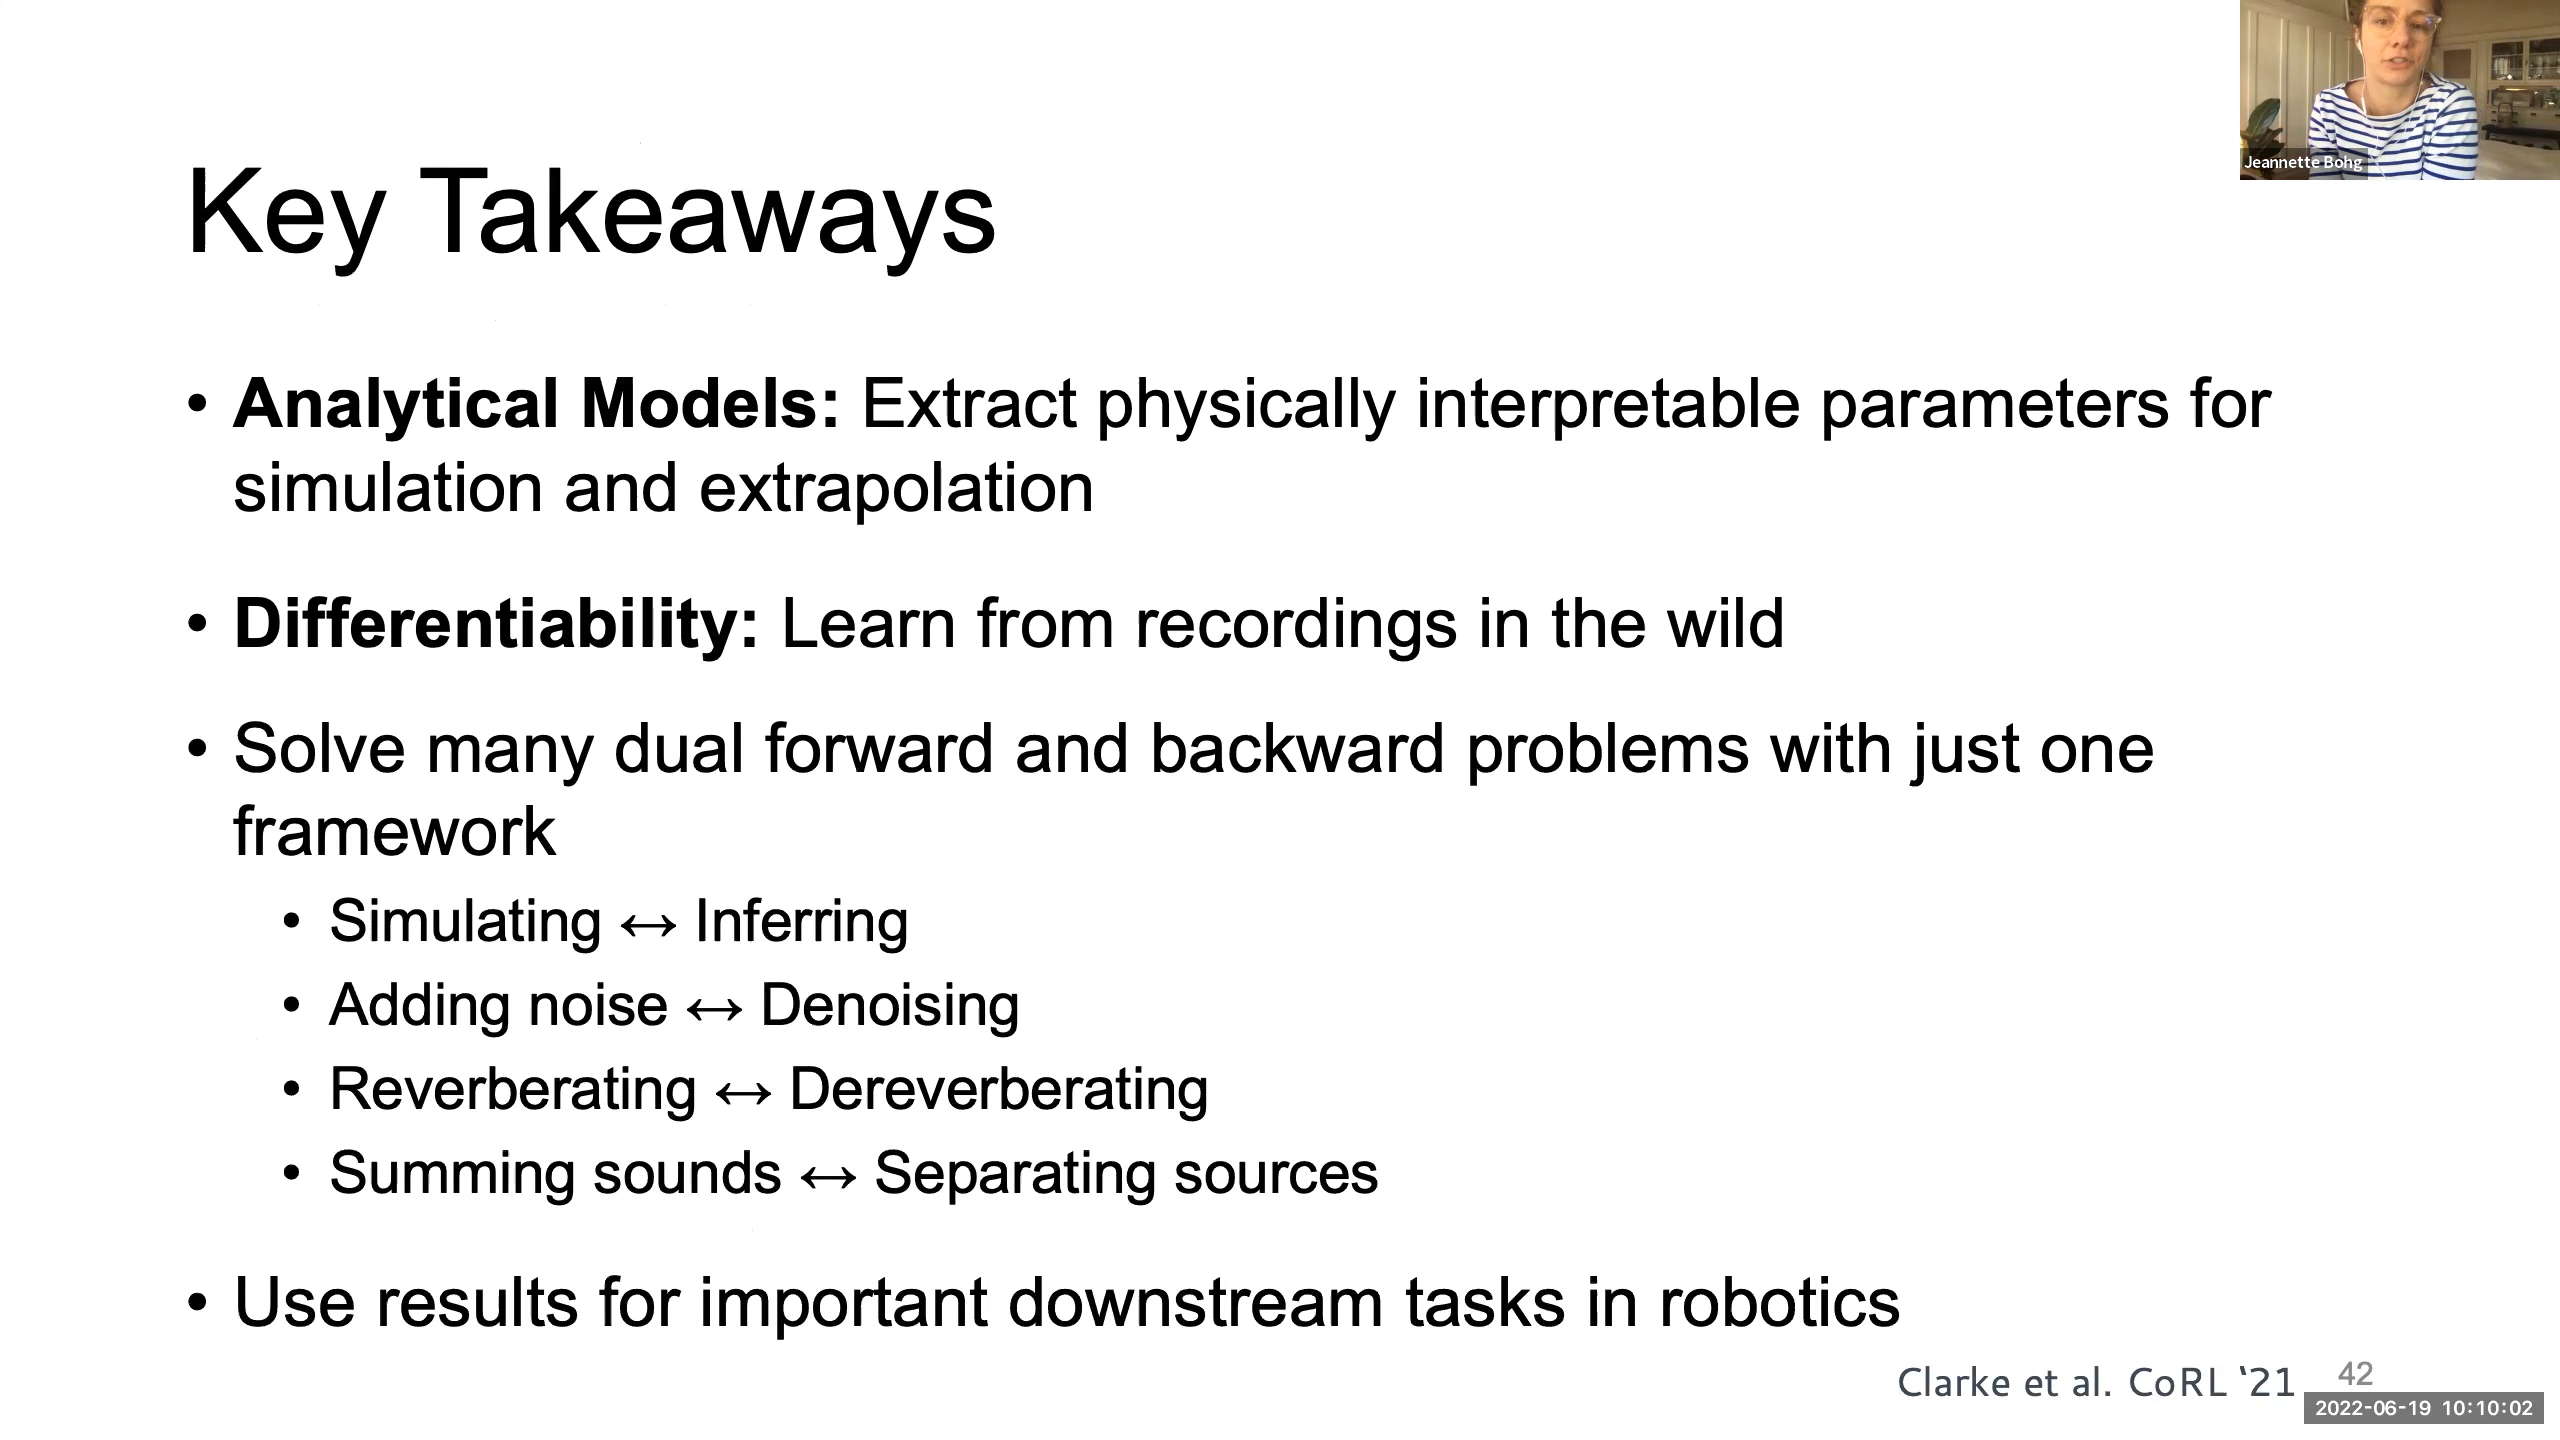 Jeannette Bohg
Key Takeaways
• Analytical Models: Extract physically interpretable parameters for
simulation and extrapolation
• Differentiability: Learn from recordings in the wild
• Solve many dual forward and backward problems with just one
framework
• Simulating ↔ Inferring
• Adding noise ↔ Denoising
• Reverberating ↔ Dereverberating
• Summing sounds ↔ Separating sources
• Use results for important downstream tasks in robotics
Clarke et al. CoRL ‘21 42
2022-06-19 10:10:02